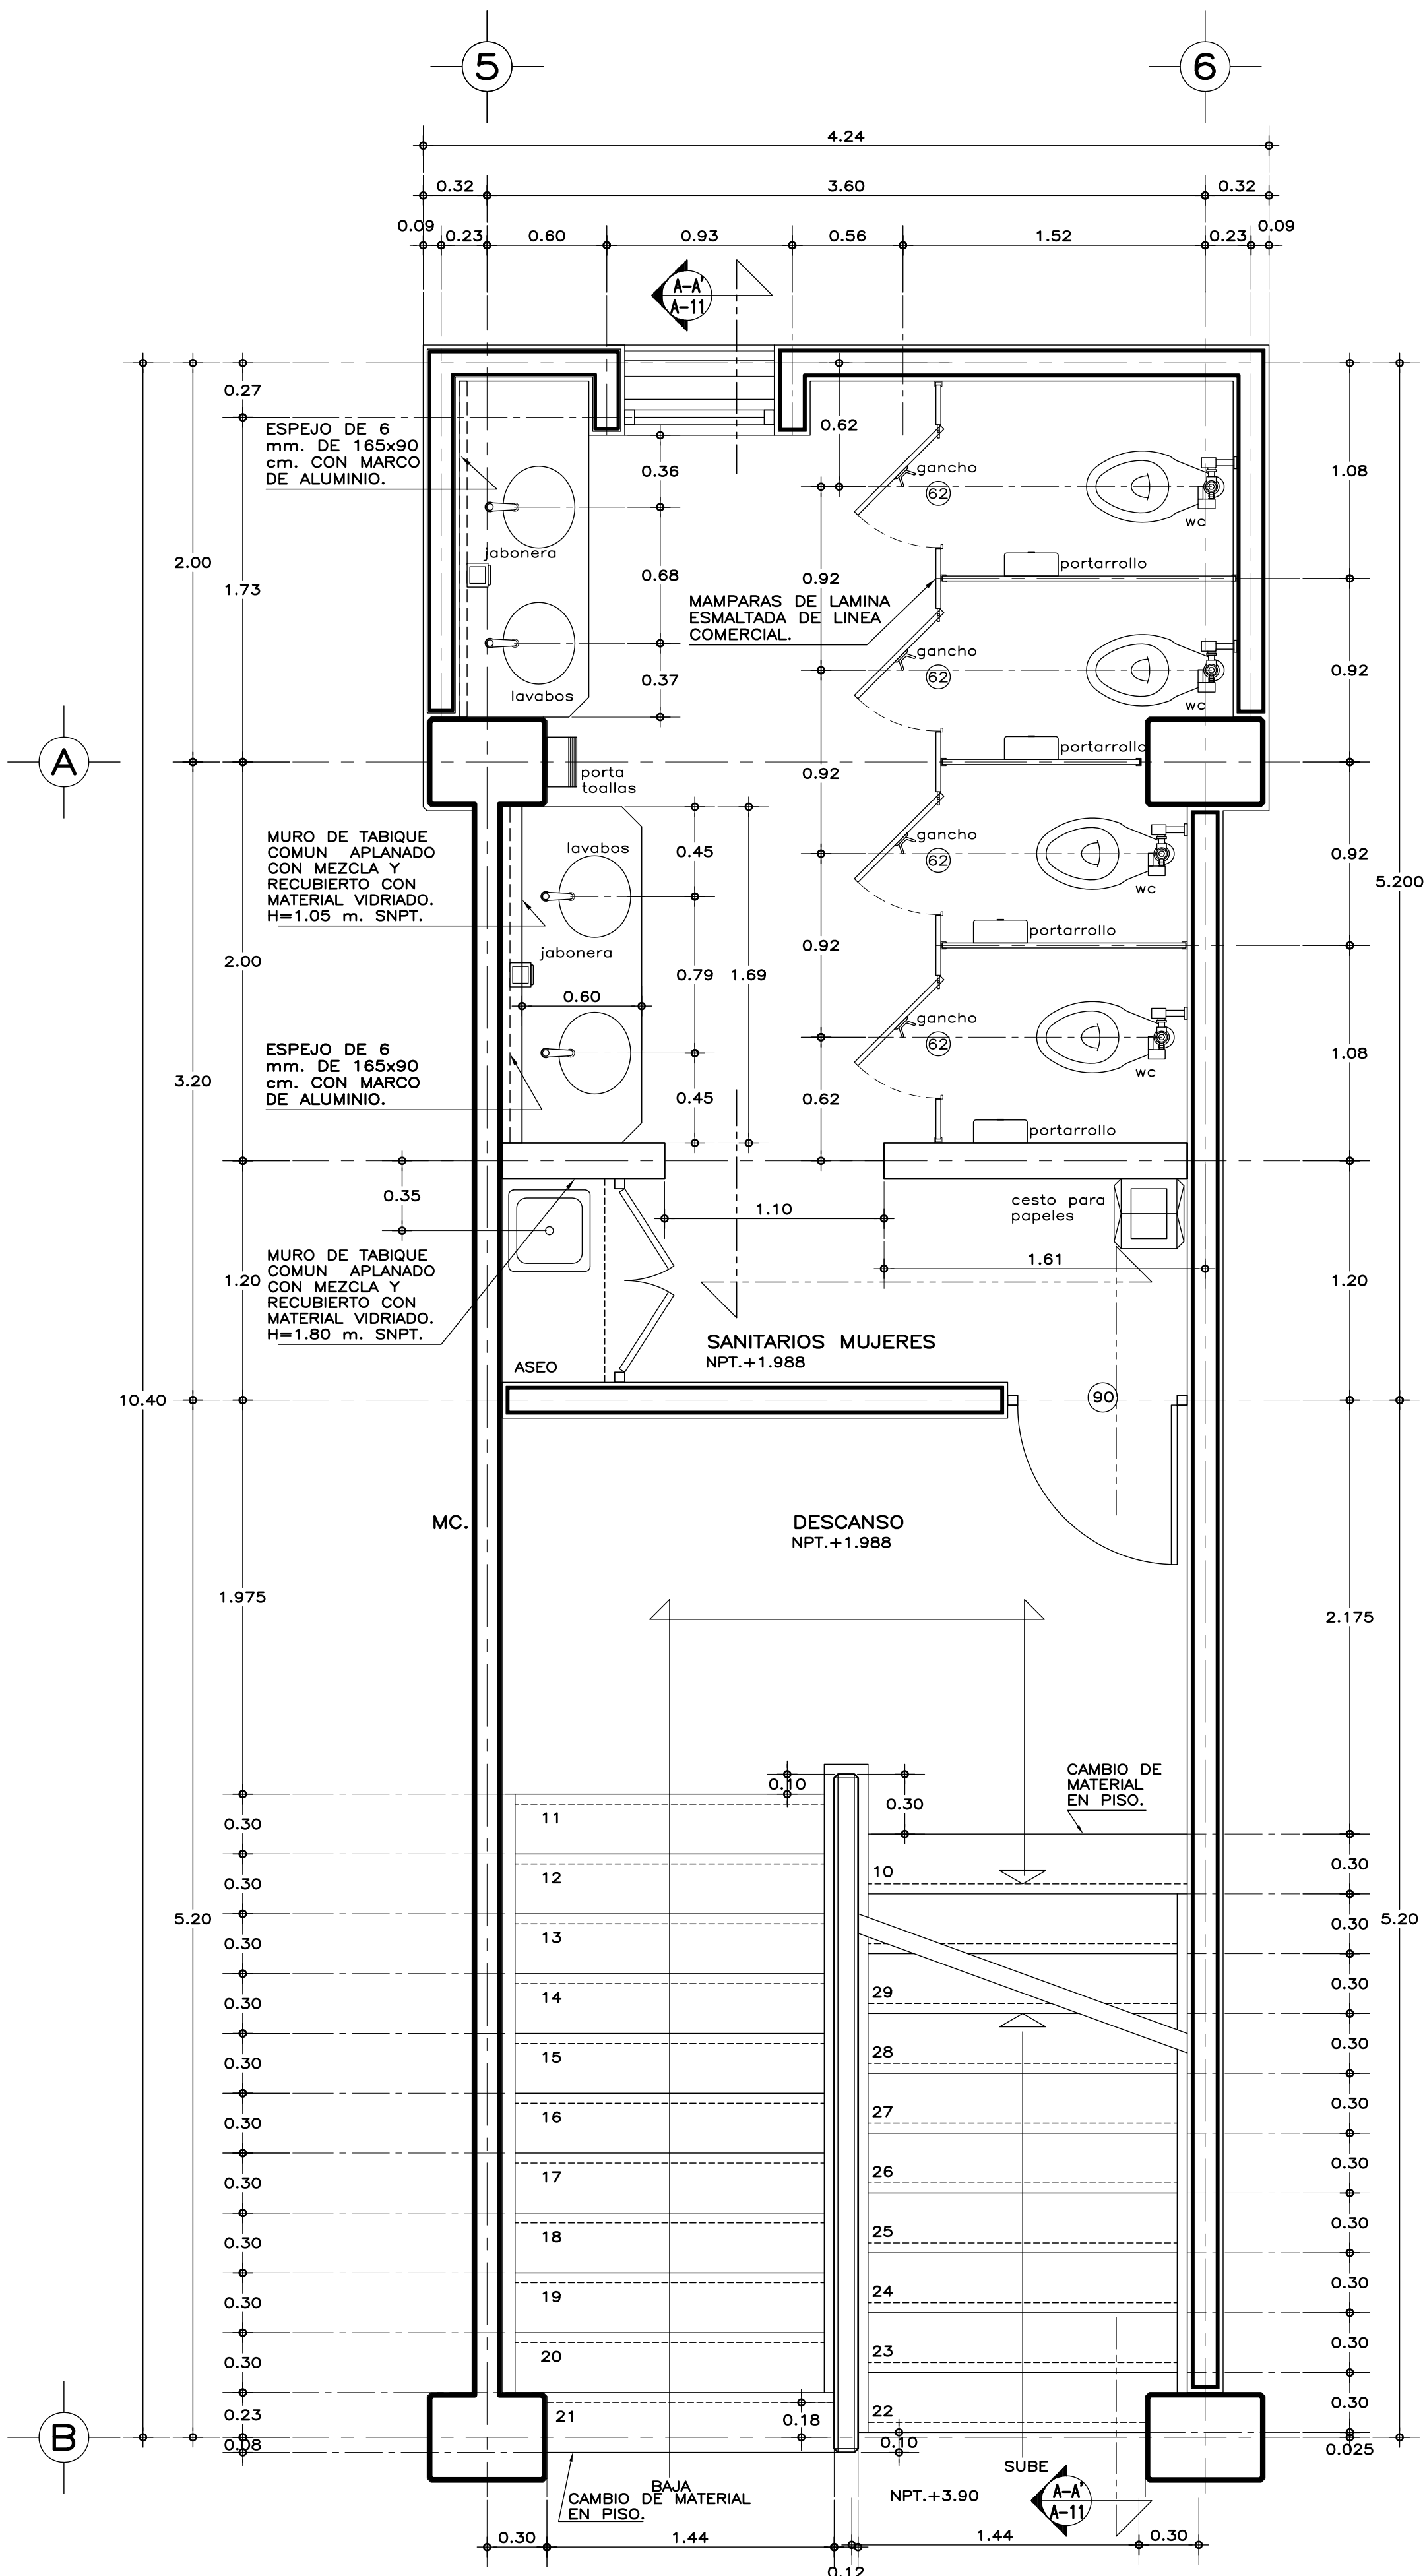 5
6
4.24
0.32
3.60
0.32
0.09
0.23
0.60
0.93
0.56
1.52
0.23
0.09
A-A'
A-11
0.27
ESPEJO DE 6
mm. DE 165x90
cm. CON MARCO
DE ALUMINIO.
0.36
0.62
gancho
62
wc
1.08
jabonera
2.00
1.73
0.68
0.92
portarrollo
MAMPARAS DE LAMINA
ESMALTADA DE LINEA
COMERCIAL.
gancho
62
0.37
lavabos
wc
0.92
A
porta
toallas
0.92
portarrollo
MURO DE TABIQUE
COMUN APLANADO
CON MEZCLA Y
RECUBIERTO CON
MATERIAL VIDRIADO.
H=1.05 m. SNPT.
lavabos
0.45
gancho
62
wc
0.92
5.200
portarrollo
jabonera
2.00
0.79
1.69
0.92
0.60
gancho
62
wc
1.08
ESPEJO DE 6
mm. DE 165x90
cm. CON MARCO
DE ALUMINIO.
3.20
0.45
0.62
portarrollo
0.35
1.10
cesto para
papeles
1.61
MURO DE TABIQUE
COMUN APLANADO
CON MEZCLA Y
RECUBIERTO CON
MATERIAL VIDRIADO.
H=1.80 m. SNPT.
1.20
1.20
SANITARIOS MUJERES
NPT.+1.988
ASEO
10.40
90
MC.
DESCANSO
NPT.+1.988
1.975
2.175
0.10
0.30
CAMBIO DE
MATERIAL
EN PISO.
0.30
11
0.30
12
10
0.30
0.30
13
0.30
5.20
5.20
0.30
14
29
0.30
0.30
15
28
0.30
0.30
16
27
0.30
0.30
17
26
0.30
0.30
18
25
0.30
0.30
19
24
0.30
0.30
20
23
0.30
0.23
21
0.18
22
0.30
B
0.08
0.10
0.025
BAJA
CAMBIO DE MATERIAL
EN PISO.
SUBE
NPT.+3.90
A-A'
A-11
0.30
1.44
0.12
1.44
0.30